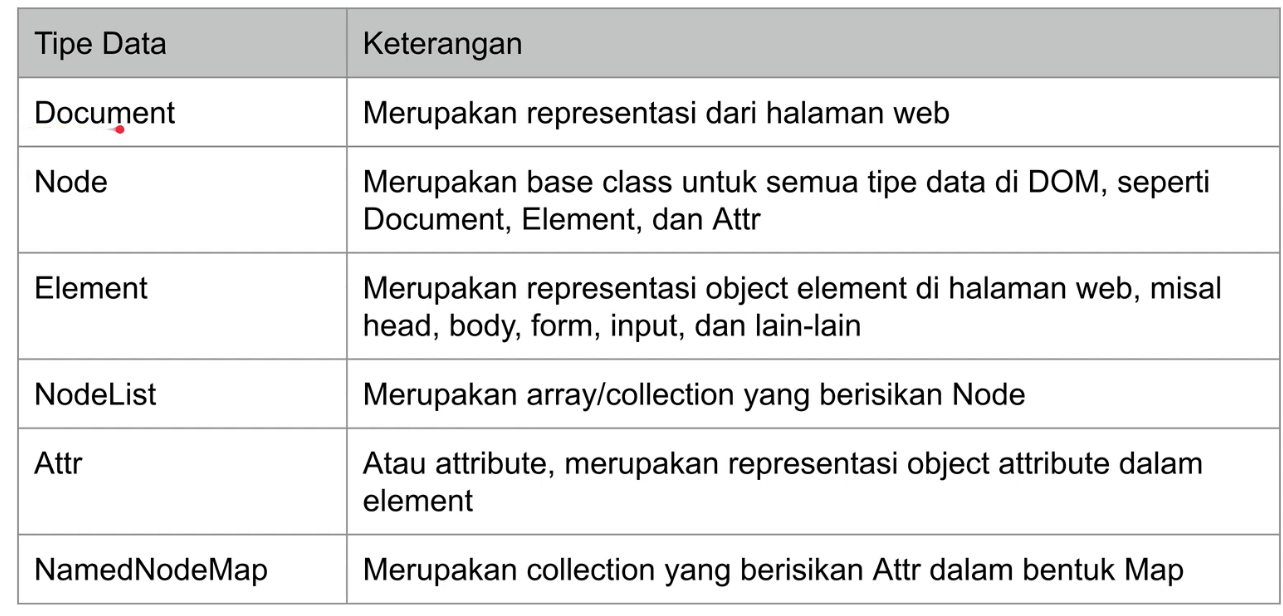 Tipe Data
Keterangan
Document
Merupakan representasi dari halaman web
Node
Merupakan base class untuk semua tipe data di DOM, seperti
Document, Element, dan Attr
Element
Merupakan representasi object element di halaman web, misal
head, body, form, input, dan lain-lain
NodeList
Merupakan array/collection yang berisikan Node
Attr
Atau attribute, merupakan representasi object attribute dalam
element
NamedNodeMap
Merupakan collection yang berisikan Attr dalam bentuk Map